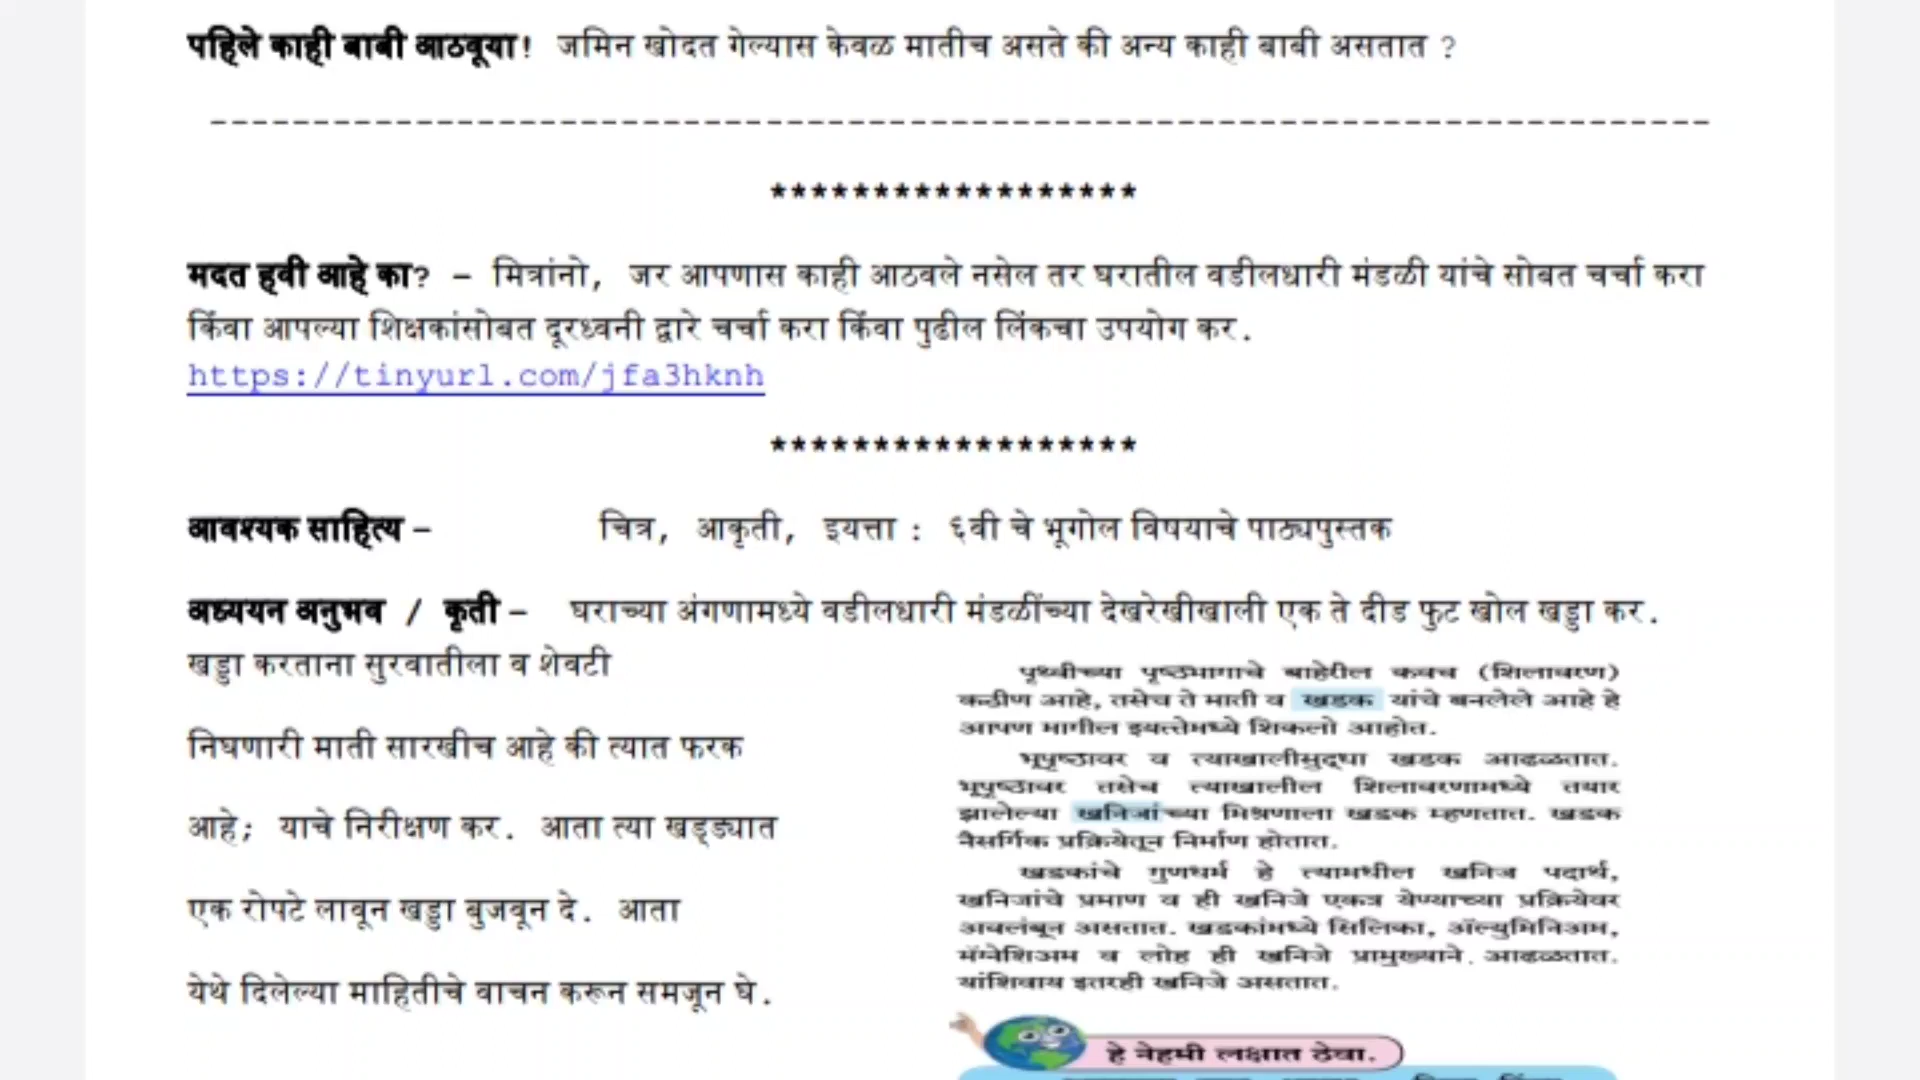 पहिले काही बाबी आठवूया! जमिन खोदत गेल्यास केवळ मातीच असते की अन्य काही बाबी असतात ?
------------------------------------------------------------------------
******************
मदत हवी आहे का? – मित्रांनो, जर आपणास काही आठवले नसेल तर घरातील वडीलधारी मंडळी यांचे सोबत चर्चा करा
किंवा आपल्या शिक्षकांसोबत दूरध्वनी द्वारे चर्चा करा किंवा पुढील लिंकचा उपयोग कर.
https://tinyurl.com/jfa3hknh
******************
आवश्यक साहित्य – चित्र, आकृती, इयत्ता : ६वी चे भूगोल विषयाचे पाठ्यपुस्तक
अध्ययन अनुभव / कृती – घराच्या अंगणामध्ये वडीलधारी मंडळींच्या देखरेखीखाली एक ते दीड फुट खोल खड्डा कर.
खड्डा करताना सुरवातीला व शेवटी
निघणारी माती सारखीच आहे की त्यात फरक
आहे; याचे निरीक्षण कर. आता त्या खड्ड्यात
एक रोपटे लावून खड्डा बुजवून दे. आता
येथे दिलेल्या माहितीचे वाचन करून समजून घे.
पृथ्वीच्या पृष्ठभागाचे बाहेरील कवच (शिलावरण)
कठीण आहे, तसेच ते माती व खडक यांचे बनलेले आहे हे
आपण मागील इयत्तेमध्ये शिकलो आहोत.
भूपृष्ठावर व त्याखालीसुद्धा खडक आढळतात.
भूपृष्ठावर तसेच त्याखालील शिलावरणामध्ये तयार
झालेल्या खनिजांच्या मिश्रणाला खडक म्हणतात. खडक
नैसर्गिक प्रक्रियेतून निर्माण होतात.
खडकांचे गुणधर्म हे त्यामधील खनिज पदार्थ,
खनिजांचे प्रमाण व ही खनिजे एकत्र येण्याच्या प्रक्रियेवर
अवलंबून असतात. खडकांमध्ये सिलिका, ॲल्युमिनिअम,
मॅग्नेशिअम व लोह ही खनिजे प्रामुख्याने आढळतात.
यांशिवाय इतरही खनिजे असतात.
हे नेहमी लक्षात ठेवा.